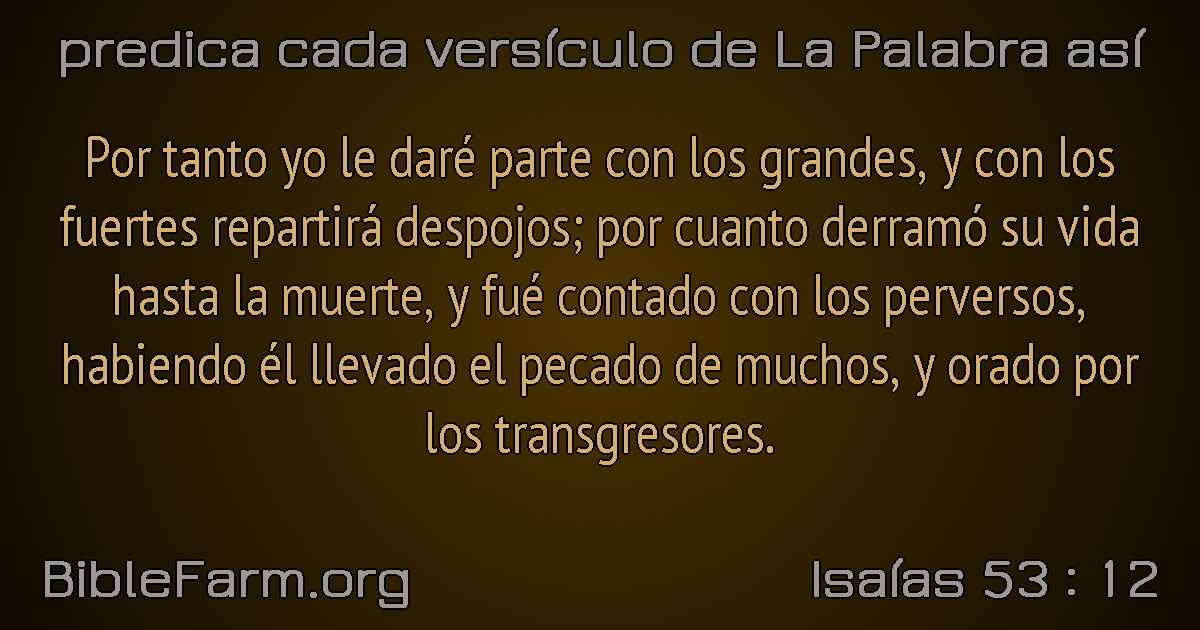 predica cada versículo de La Palabra así
Por tanto yo le daré parte con los grandes, y con los
fuertes repartirá despojos; por cuanto derramó su vida
hasta la muerte, y fué contado con los perversos,
habiendo él llevado el pecado de muchos, y orado por
los transgresores.
BibleFarm.org
Isaías 53 : 12